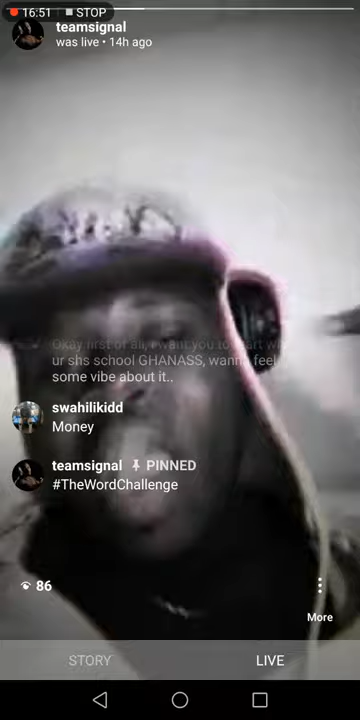 16:51 STOP
teamsignal
was live • 14h ago
Okay first of all, i want you to start
ur shs school GHANASS, wanna feel
some vibe about it..
swahilikidd
Money
teamsignal PINNED
#TheWordChallenge
86
More
STORY LIVE